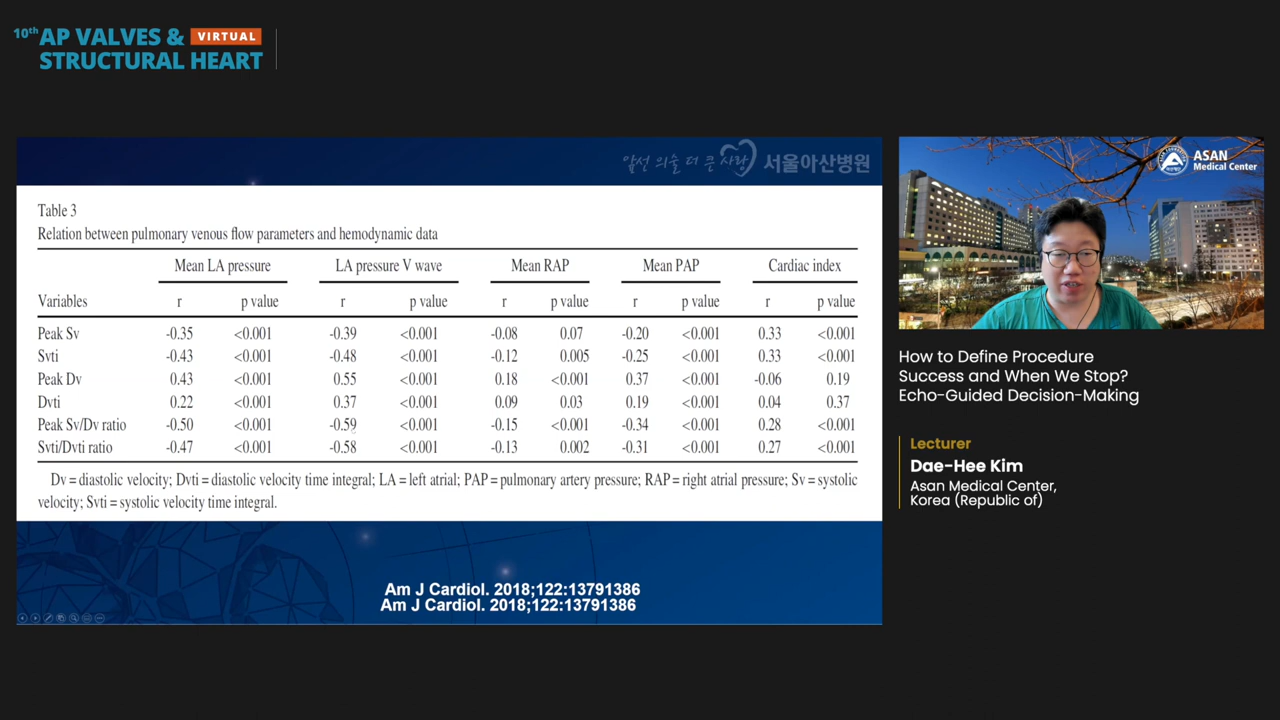 10th AP VALVES & VIRTUAL
STRUCTURAL HEART
앞선 의술 더 큰 사랑 서울아산병원
Table 3
Relation between pulmonary venous flow parameters and hemodynamic data
Mean LA pressure LA pressure V wave Mean RAP Mean PAP Cardiac index
Variables r p value r p value r p value r p value r p value
Peak Sv -0.35 <0.001 -0.39 <0.001 -0.08 0.07 -0.20 <0.001 0.33 <0.001
Svti -0.43 <0.001 -0.48 <0.001 -0.12 0.005 -0.25 <0.001 0.33 <0.001
Peak Dv 0.43 <0.001 0.55 <0.001 0.18 <0.001 0.37 <0.001 -0.06 0.19
Dvti 0.22 <0.001 0.37 <0.001 0.09 0.03 0.19 <0.001 0.04 0.37
Peak Sv/Dv ratio -0.50 <0.001 -0.59 <0.001 -0.15 <0.001 -0.34 <0.001 0.28 <0.001
Svti/Dvti ratio -0.47 <0.001 -0.58 <0.001 -0.13 0.002 -0.31 <0.001 0.27 <0.001
Dv = diastolic velocity; Dvti = diastolic velocity time integral; LA = left atrial; PAP = pulmonary artery pressure; RAP = right atrial pressure; Sv = systolic
velocity; Svti = systolic velocity time integral.
Am J Cardiol. 2018;122:13791386
Am J Cardiol. 2018;122:13791386
ASAN
Medical Center
How to Define Procedure
Success and When We Stop?
Echo-Guided Decision-Making
Lecturer
Dae-Hee Kim
Asan Medical Center,
Korea (Republic of)